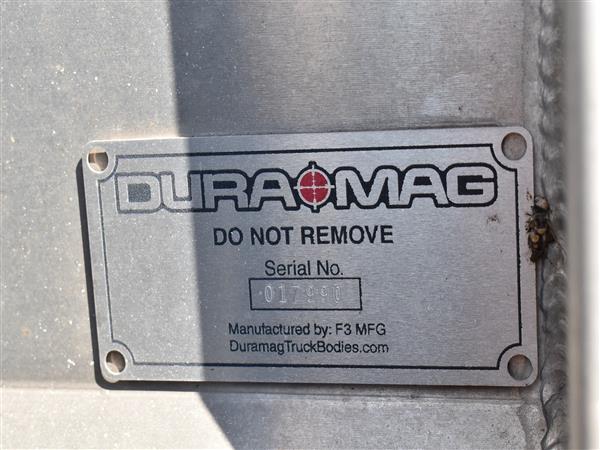 DURAMAG
DO NOT REMOVE
Serial No.
Manufactured by: F3 MFG
DuramagTruckBodies.com